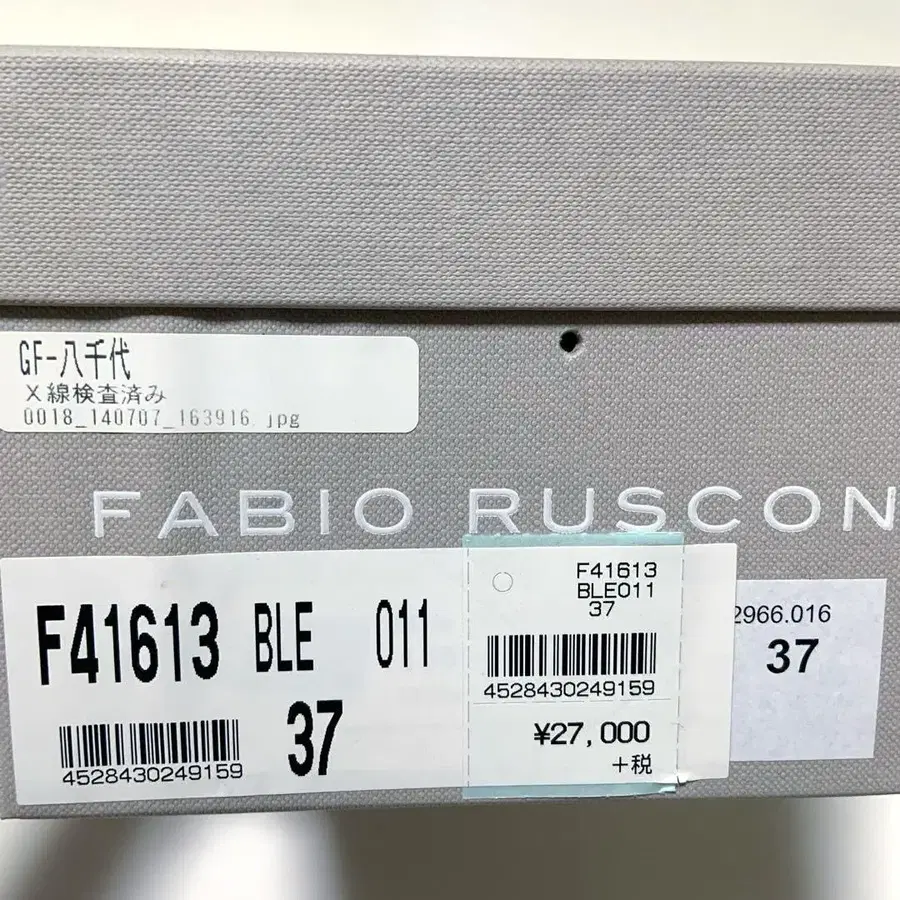 GF-八千代
X線検査済み
0018_140707_163916.jpg
FABIO RUSCON
F41613 BLE 011
37
4528430249159
F41613
BLE011
37
4528430249159
¥27,000
+税
2966.016
37